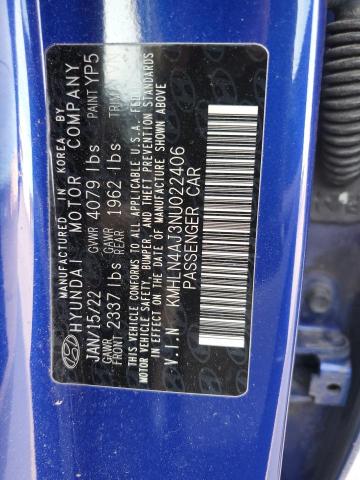 MANUFACTURED IN KOREA BY
HYUNDAI MOTOR COMPANY
JAN/15/22 GVWR 4079 lbs PAINT YP5
GAWR FRONT 2337 lbs GAWR REAR 1962 lbs TRIM
THIS VEHICLE CONFORMS TO ALL APPLICABLE U.S.A. FEDERAL
MOTOR VEHICLE SAFETY, BUMPER, AND THEFT PREVENTION STANDARDS
IN EFFECT ON THE DATE OF MANUFACTURE SHOWN ABOVE.
V.I.N KMHLN4AJ3NU022406
PASSENGER CAR